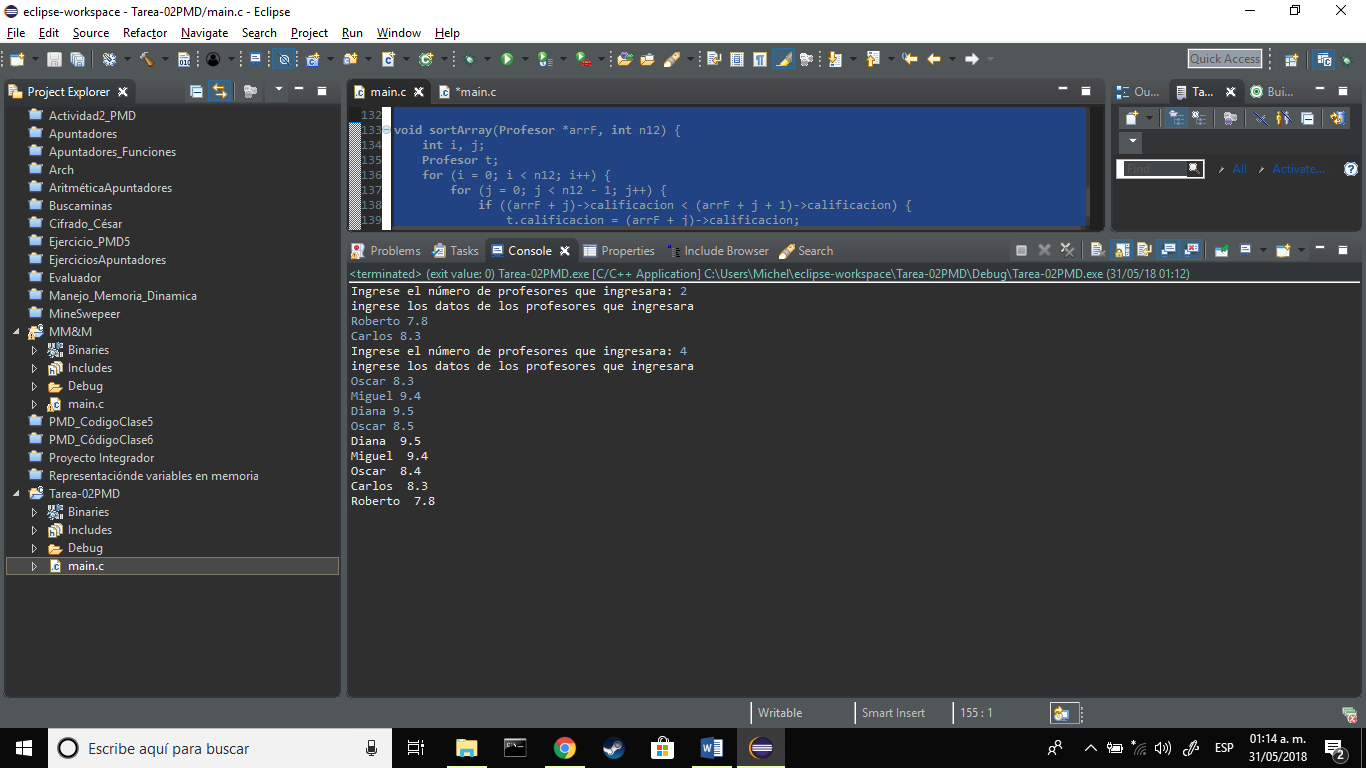 eclipse-workspace - Tarea-02PMD/main.c - Eclipse
File Edit Source Refactor Navigate Search Project Run Window Help
Quick Access
Project Explorer
Actividad2_PMD
Apuntadores
Apuntadores_Funciones
Arch
AritméticaApuntadores
Buscaminas
Cifrado_César
Ejercicio_PMD5
EjerciciosApuntadores
Evaluador
Manejo_Memoria_Dinamica
MineSwepeer
MM&M
Binaries
Includes
Debug
main.c
PMD_CodigoClase5
PMD_CódigoClase6
Proyecto Integrador
Representaciónde variables en memoria
Tarea-02PMD
Binaries
Includes
Debug
main.c
main.c *main.c
132
133 void sortArray(Profesor *arrF, int n12) {
134 int i, j;
135 Profesor t;
136 for (i = 0; i < n12; i++) {
137 for (j = 0; j < n12 - 1; j++) {
138 if ((arrF + j)->calificacion < (arrF + j + 1)->calificacion) {
139 t.calificacion = (arrF + j)->calificacion;
Ou... Ta... Bui...
Find All Activate...
Problems Tasks Console Properties Include Browser Search
<terminated> (exit value: 0) Tarea-02PMD.exe [C/C++ Application] C:\Users\Michel\eclipse-workspace\Tarea-02PMD\Debug\Tarea-02PMD.exe (31/05/18 01:12)
Ingrese el número de profesores que ingresara: 2
ingrese los datos de los profesores que ingresara
Roberto 7.8
Carlos 8.3
Ingrese el número de profesores que ingresara: 4
ingrese los datos de los profesores que ingresara
Oscar 8.3
Miguel 9.4
Diana 9.5
Oscar 8.5
Diana 9.5
Miguel 9.4
Oscar 8.4
Carlos 8.3
Roberto 7.8
Writable Smart Insert 155 : 1
Escribe aquí para buscar
ESP
01:14 a. m.
31/05/2018
2